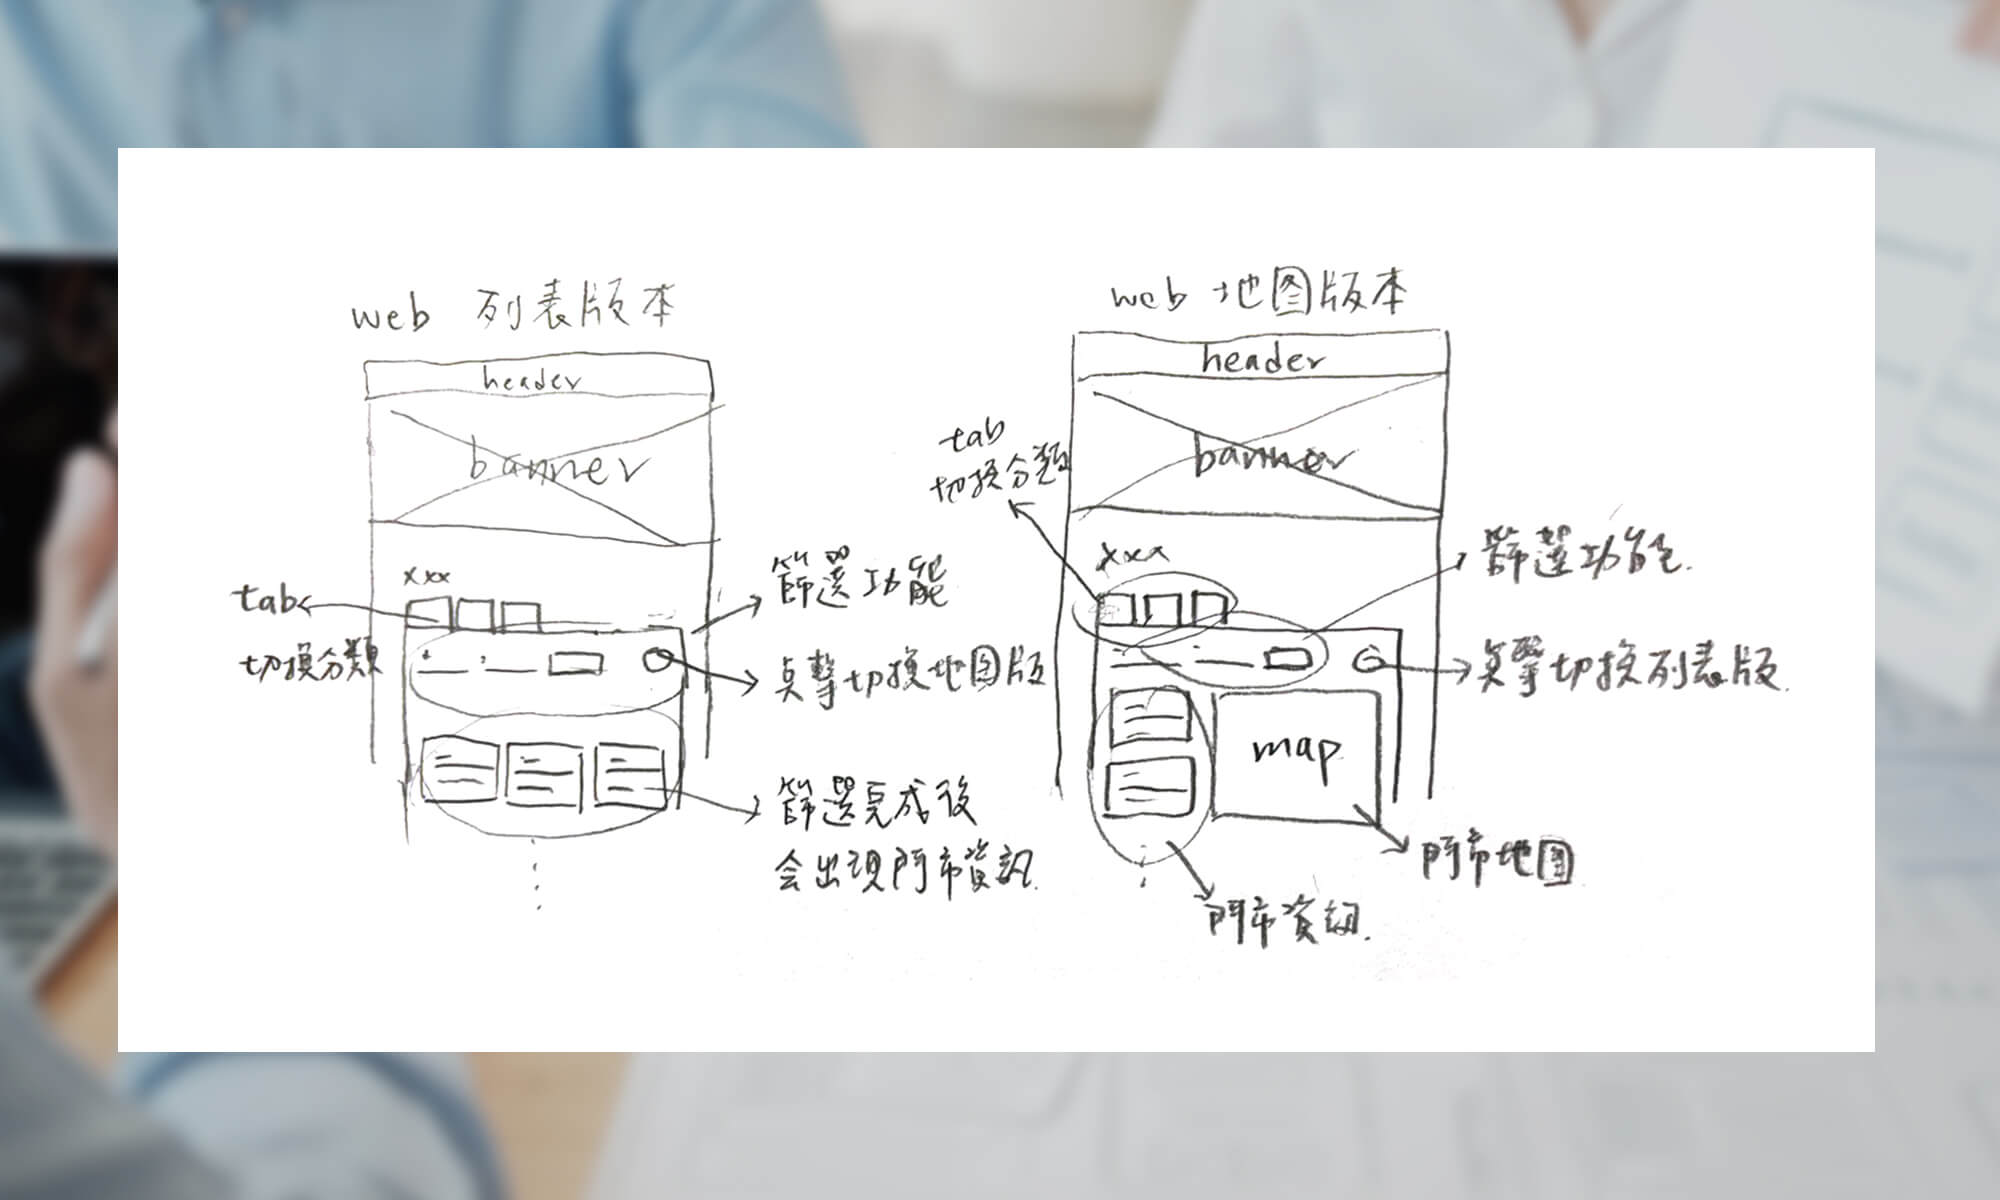 web 列表版本
header
banner
xxx
tab
切換分類
篩選功能
点擊切換地图版
篩選完成後
会出現門市資訊.
web 地图版本
header
banner
tab
切換分類
xxx
篩選功能.
点擊切換列表版.
map
門市地图
門市資訊.